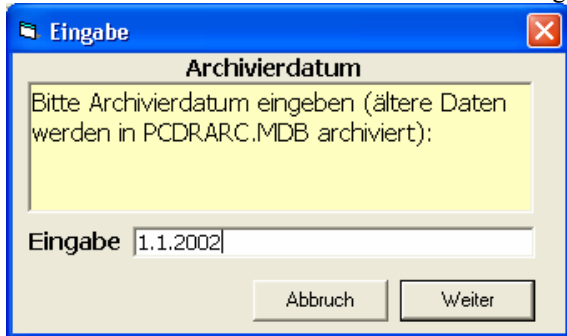 Eingabe
Archivierdatum
Bitte Archivierdatum eingeben (ältere Daten
werden in PCDRARC.MDB archiviert):
Eingabe 1.1.2002
Abbruch Weiter